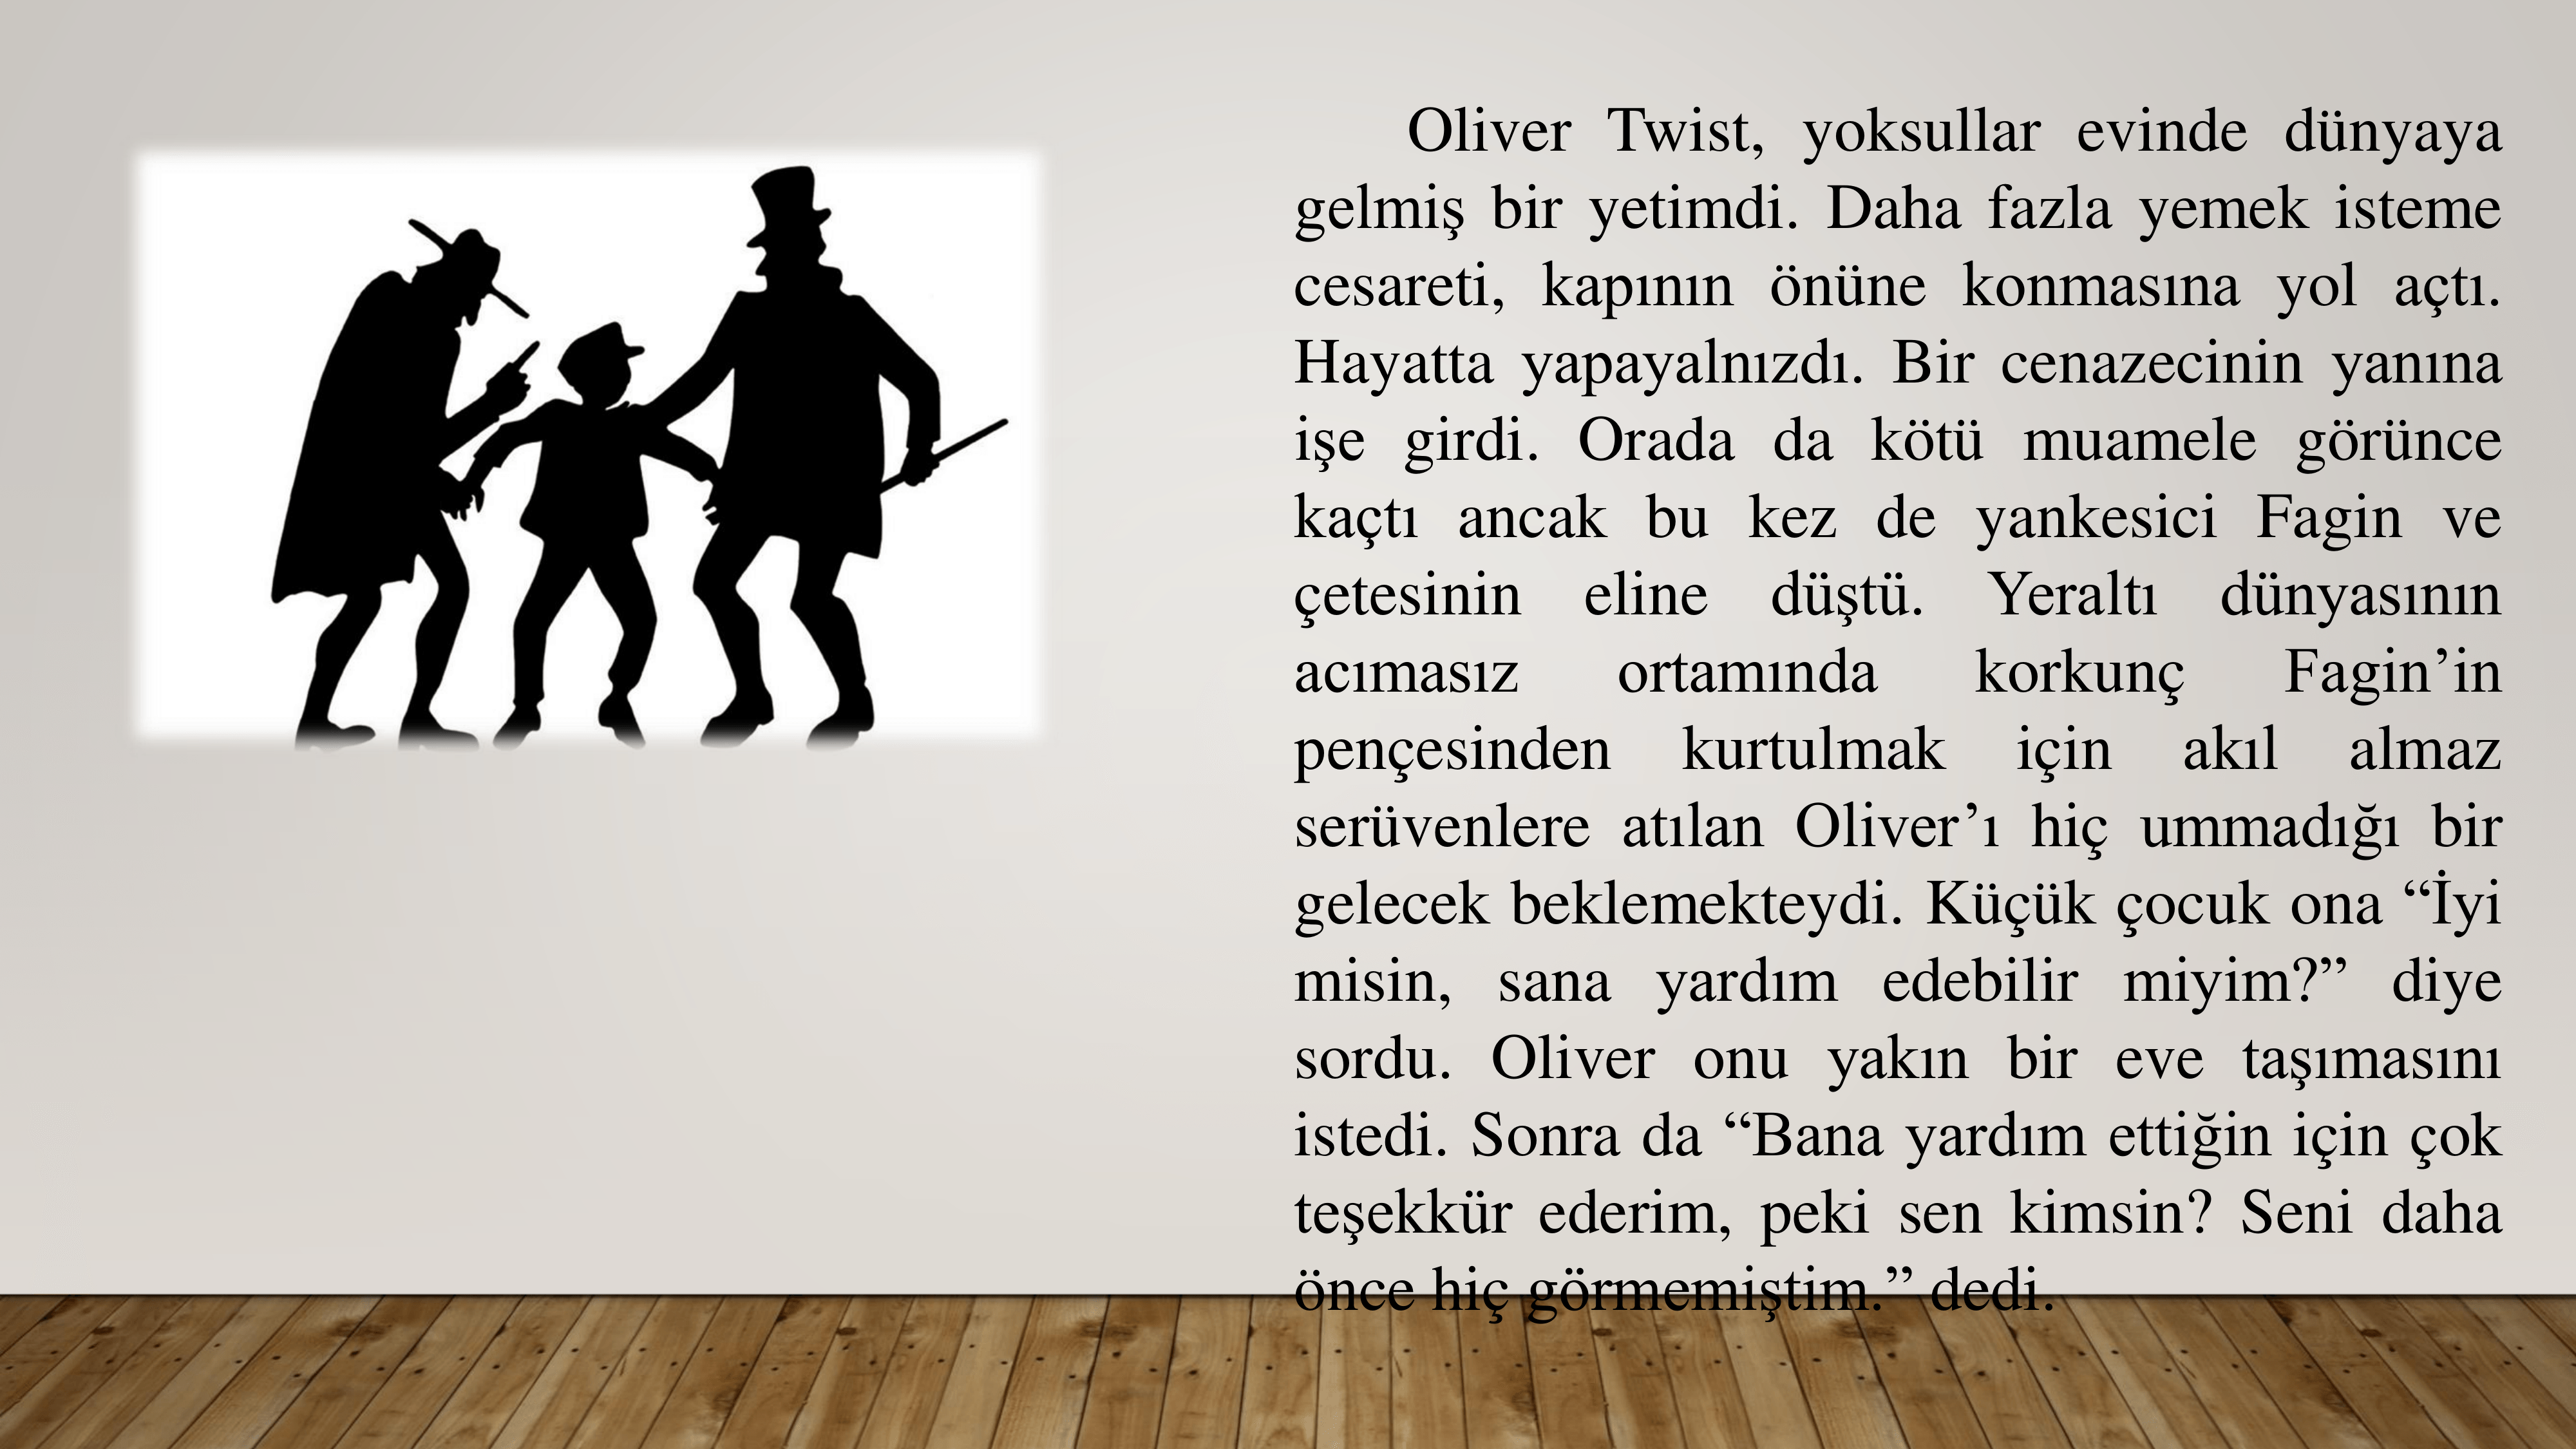 Oliver Twist, yoksullar evinde dünyaya
gelmiş bir yetimdi. Daha fazla yemek isteme
cesareti, kapının önüne konmasına yol açtı.
Hayatta yapayalnızdı. Bir cenazecinin yanına
işe girdi. Orada da kötü muamele görünce
kaçtı ancak bu kez de yankesici Fagin ve
çetesinin eline düştü. Yeraltı dünyasının
acımasız ortamında korkunç Fagin’in
pençesinden kurtulmak için akıl almaz
serüvenlere atılan Oliver’ı hiç ummadığı bir
gelecek beklemekteydi. Küçük çocuk ona “İyi
misin, sana yardım edebilir miyim?” diye
sordu. Oliver onu yakın bir eve taşımasını
istedi. Sonra da “Bana yardım ettiğin için çok
teşekkür ederim, peki sen kimsin? Seni daha
önce hiç görmemiştim.” dedi.